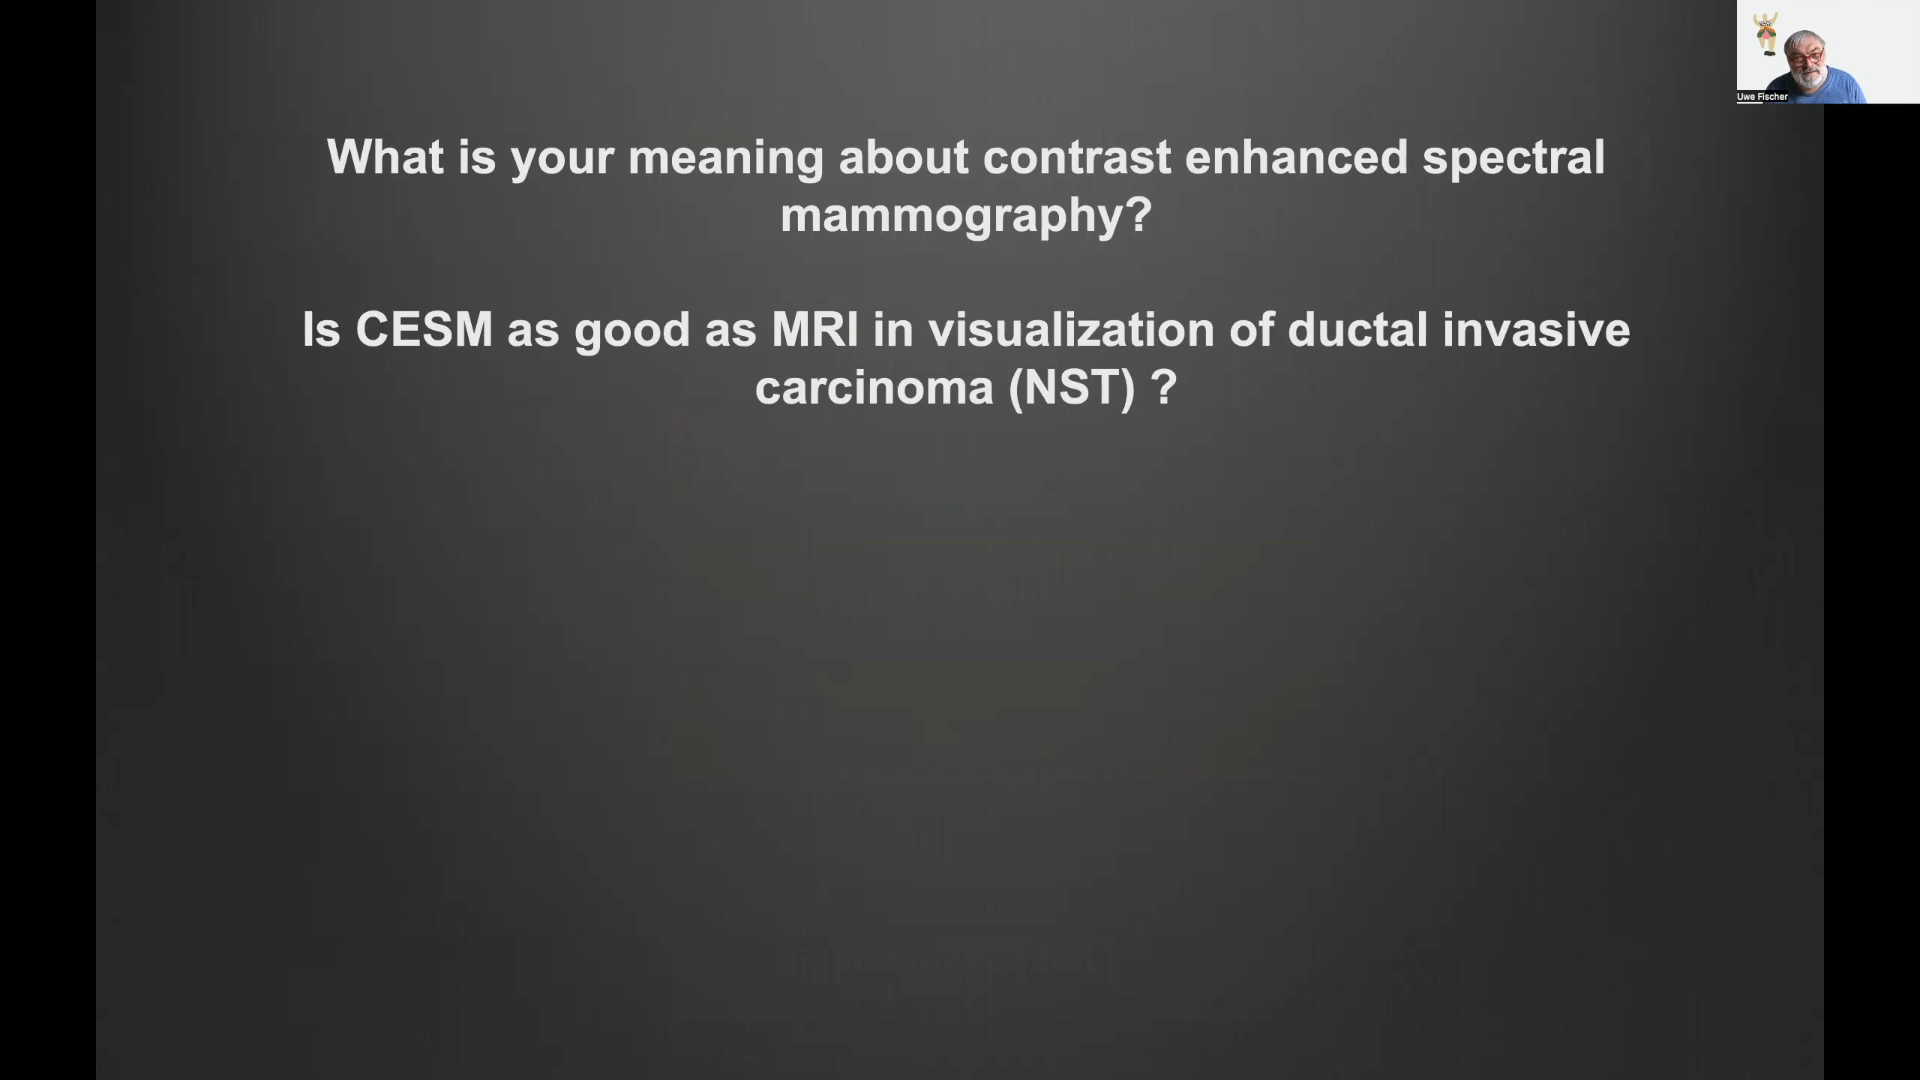 What is your meaning about contrast enhanced spectral
mammography?
Is CESM as good as MRI in visualization of ductal invasive
carcinoma (NST) ?
Uwe Fischer